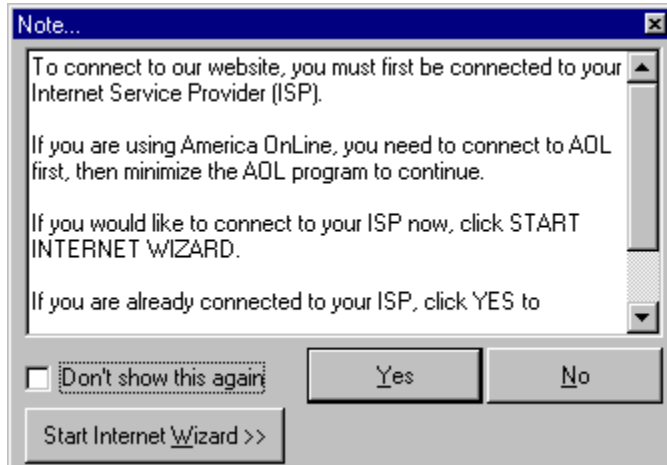 Note...
To connect to our website, you must first be connected to your
Internet Service Provider (ISP).
If you are using America OnLine, you need to connect to AOL
first, then minimize the AOL program to continue.
If you would like to connect to your ISP now, click START
INTERNET WIZARD.
If you are already connected to your ISP, click YES to
Don't show this again
Yes
No
Start Internet Wizard >>